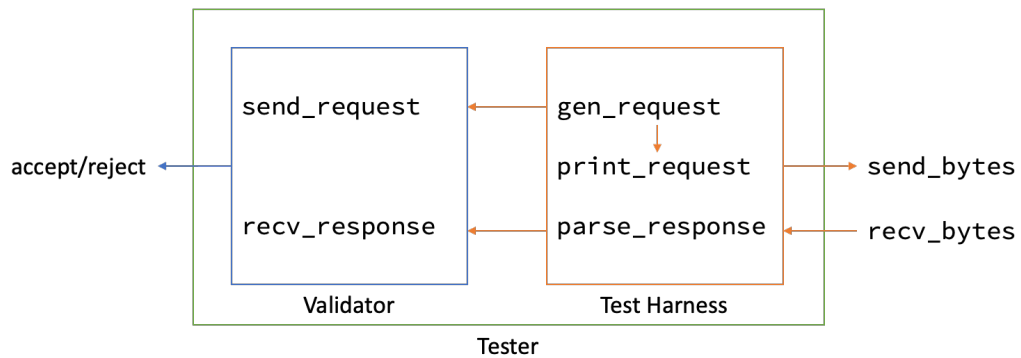 send_request
gen_request
accept/reject
print_request
send_bytes
recv_response
parse_response
recv_bytes
Validator
Test Harness
Tester